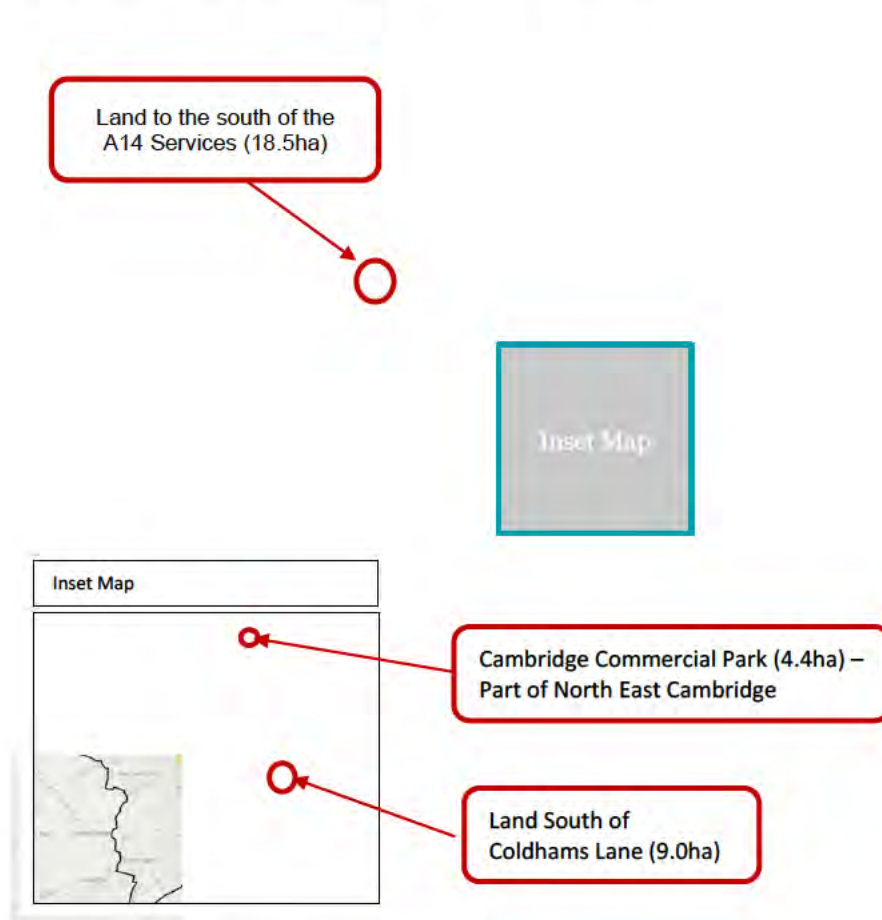 Land to the south of the
A14 Services (18.5ha)
Inset Map
Inset Map
Cambridge Commercial Park (4.4ha) –
Part of North East Cambridge
Land South of
Coldhams Lane (9.0ha)